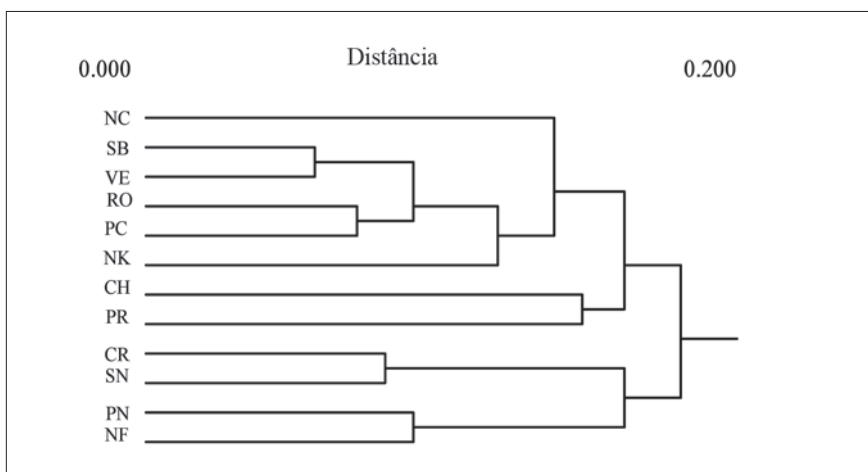 Distância
0.000 0.200
NC
SB
VE
RO
PC
NK
CH
PR
CR
SN
PN
NF